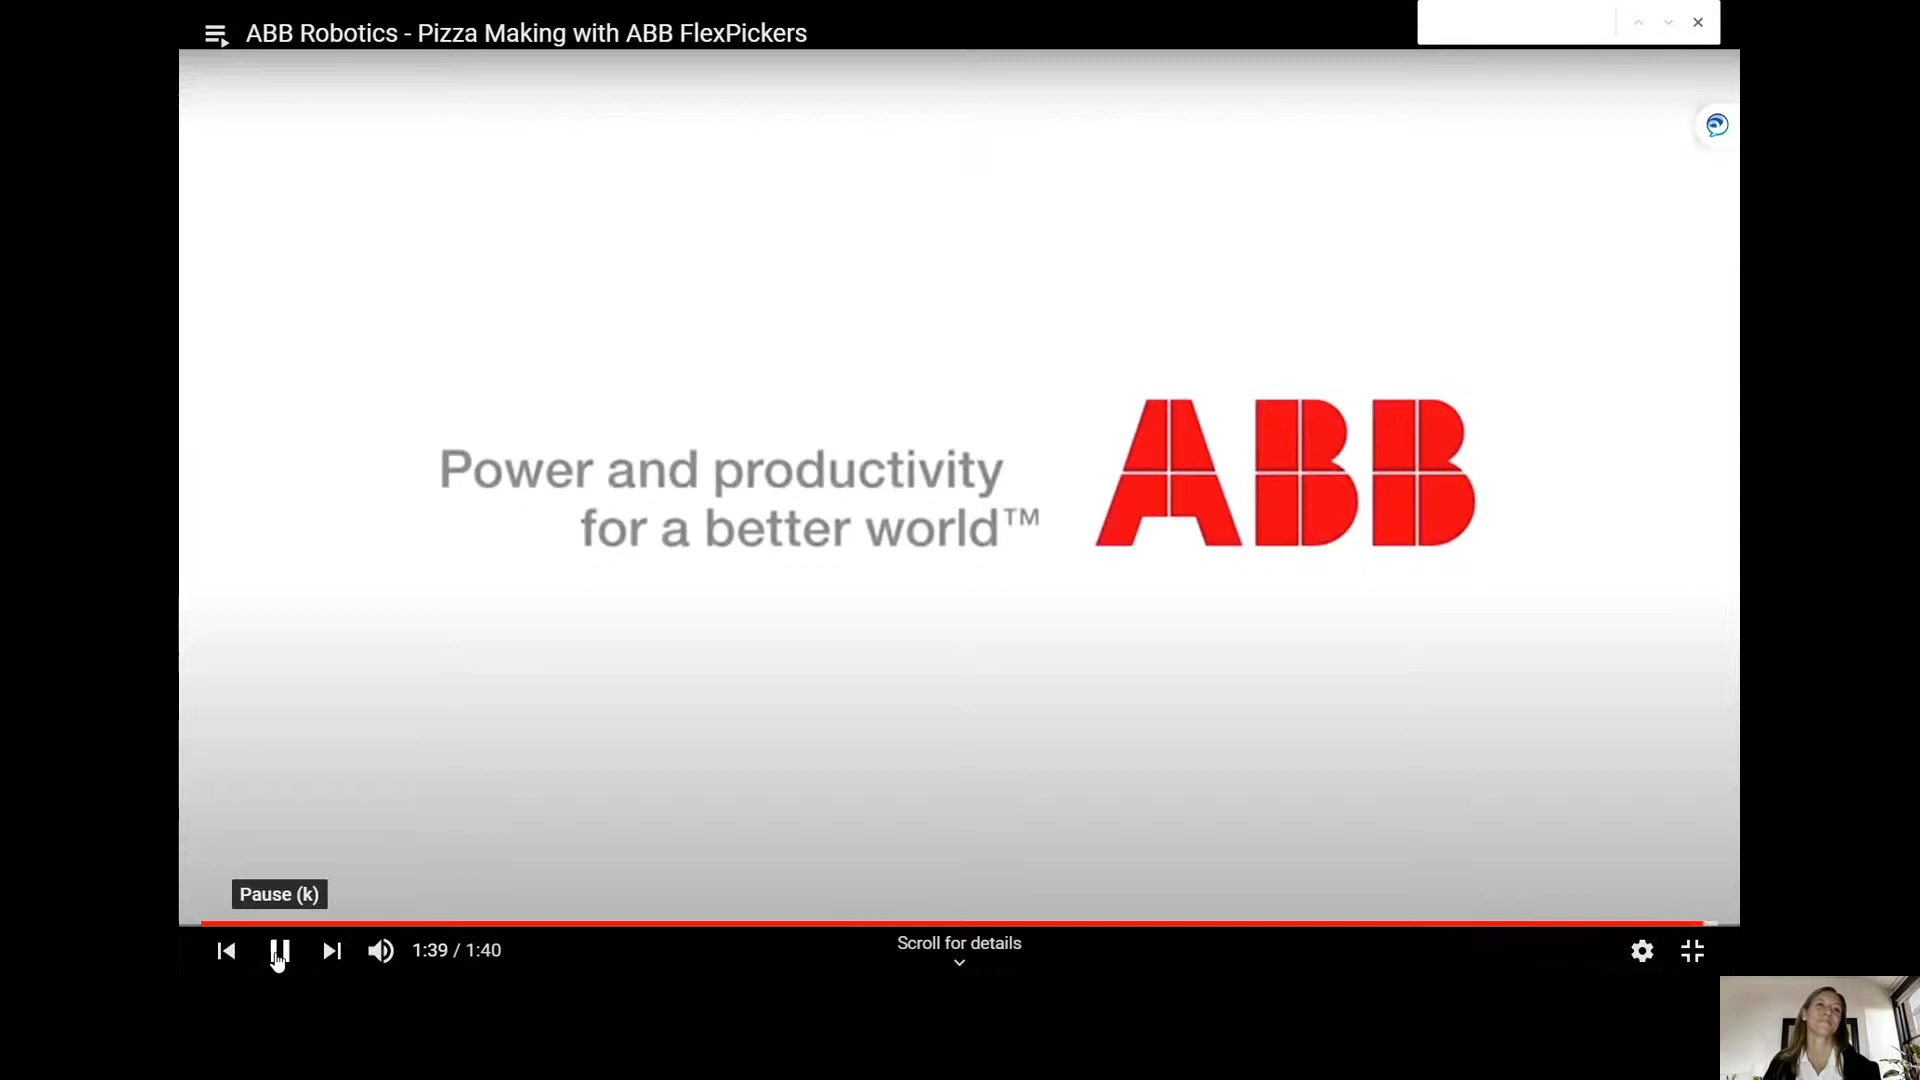 ABB Robotics - Pizza Making with ABB FlexPickers
Power and productivity
for a better world™
ABB
Pause (k)
1:39 / 1:40
Scroll for details